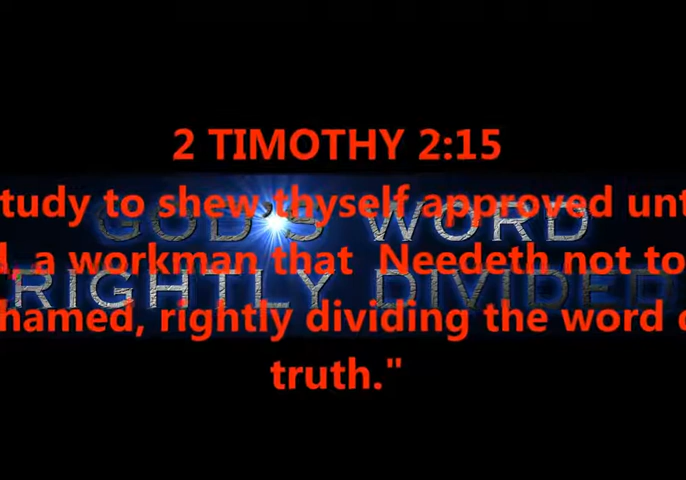 2 TIMOTHY 2:15
tudy to shew thyself approved unt
GOD'S WORD
, a workman that Needeth not to
RIGHTLY DIVIDED
hamed, rightly dividing the word
truth."